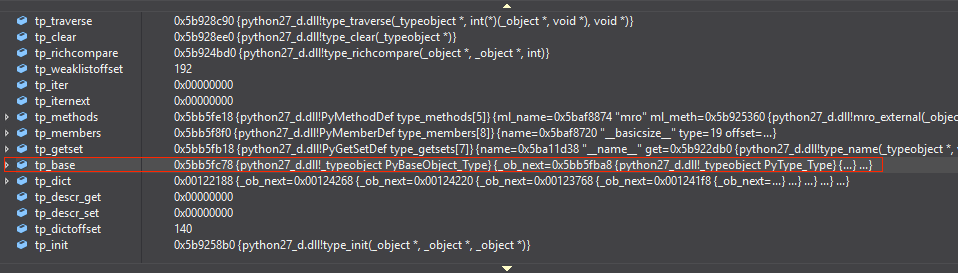 tp_traverse 0x5b928c90 {python27_d.dll!type_traverse(_typeobject *, int(*)(_object *, void *), void *)}
tp_clear 0x5b928ee0 {python27_d.dll!type_clear(_typeobject *)}
tp_richcompare 0x5b924bd0 {python27_d.dll!type_richcompare(_object *, _object *, int)}
tp_weaklistoffset 192
tp_iter 0x00000000
tp_iternext 0x00000000
tp_methods 0x5bb5fe18 {python27_d.dll!PyMethodDef type_methods[5]} {ml_name=0x5baf8874 "mro" ml_meth=0x5b925360 {python27_d.dll!mro_external(_objec
tp_members 0x5bb5f8f0 {python27_d.dll!PyMemberDef type_members[8]} {name=0x5baf8720 "__basicsize__" type=19 offset=...}
tp_getset 0x5bb5fb18 {python27_d.dll!PyGetSetDef type_getsets[7]} {name=0x5ba11d38 "__name__" get=0x5b922db0 {python27_d.dll!type_name(_typeobject *, v
tp_base 0x5bb5fc78 {python27_d.dll!_typeobject PyBaseObject_Type} {_ob_next=0x5bb5fba8 {python27_d.dll!_typeobject PyType_Type} {...} ...}
tp_dict 0x00122188 {_ob_next=0x00124268 {_ob_next=0x00124220 {_ob_next=0x00123768 {_ob_next=0x001241f8 {_ob_next=...} ...} ...} ...} ...}
tp_descr_get 0x00000000
tp_descr_set 0x00000000
tp_dictoffset 140
tp_init 0x5b9258b0 {python27_d.dll!type_init(_object *, _object *, _object *)}